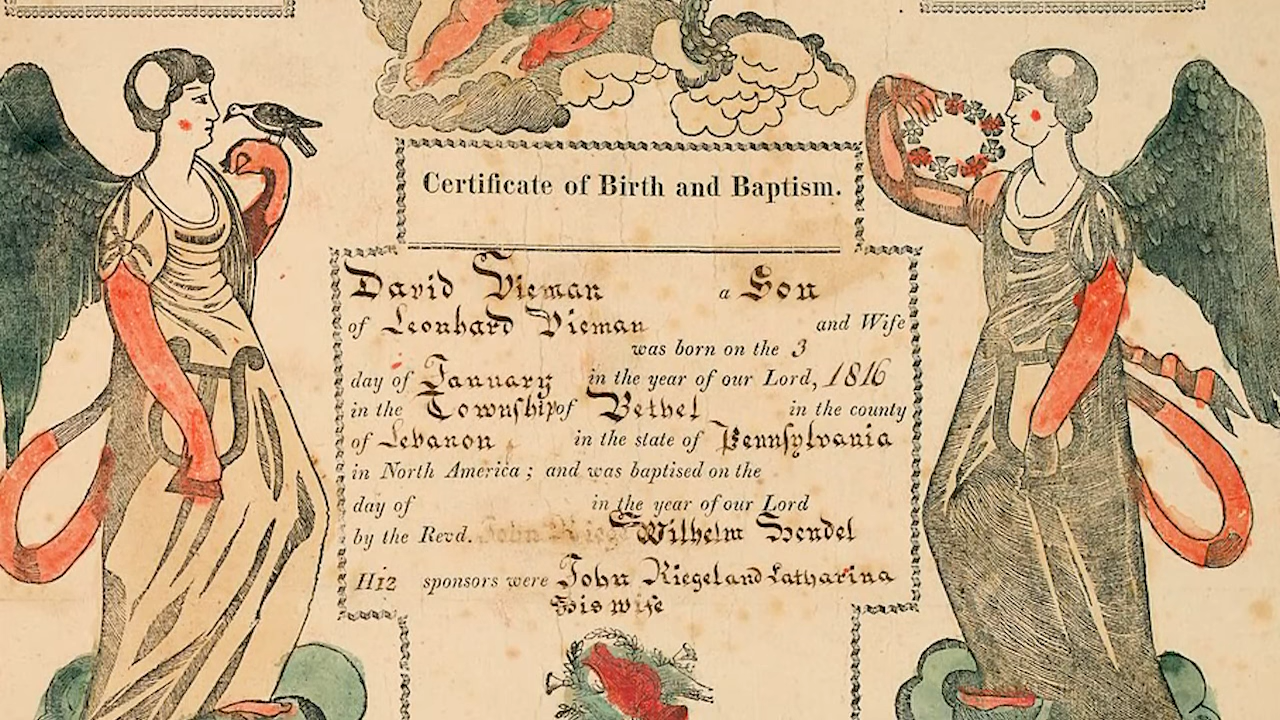 Certificate of Birth and Baptism.
David Vieman a Son
of Leonhard Vieman and Wife
was born on the 3
day of January in the year of our Lord, 1816
in the Township of Bethel in the county
of Lebanon in the state of Pennsylvania
in North America; and was baptised on the
day of in the year of our Lord
by the Revd. John Riegel Wilhelm Hendel
Hiz sponsors were John Riegel and Catharina
His wife